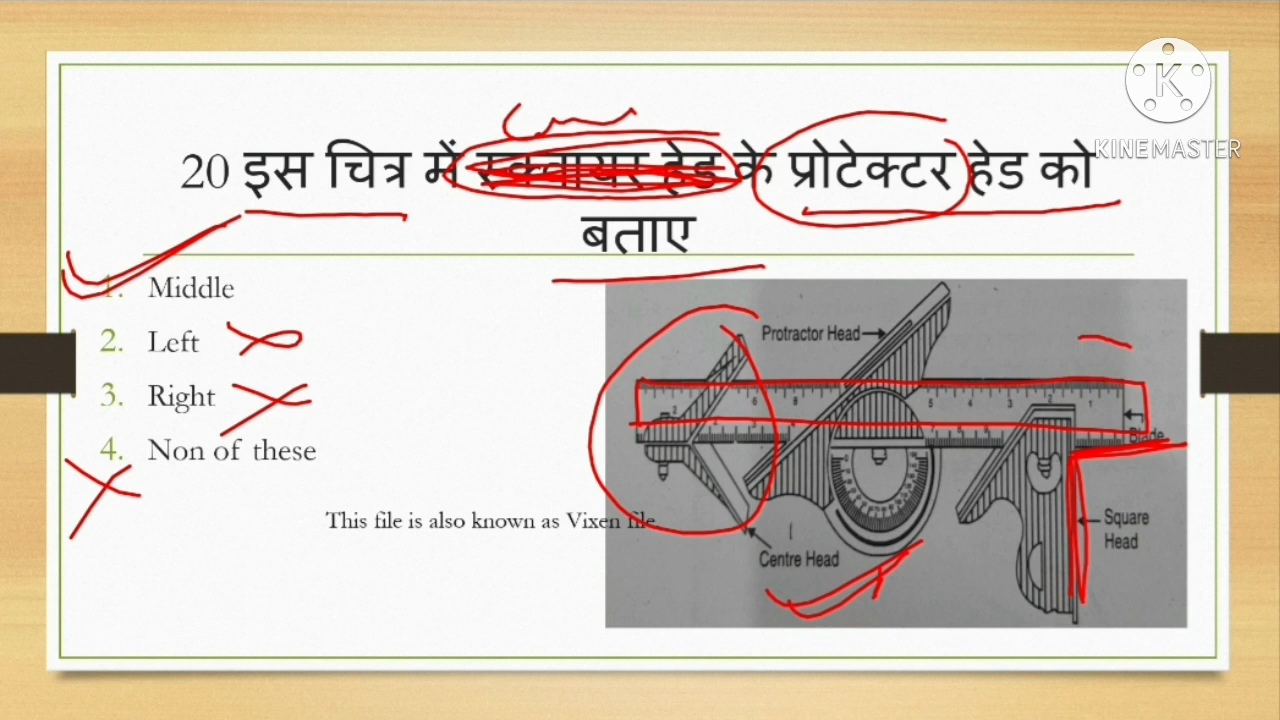 K
KINEMASTER
20 इस चित्र में स्क्वायर हेड के प्रोटेक्टर हेड को
बताए
1. Middle
2. Left
3. Right
4. Non of these
This file is also known as Vixen file.
Protractor Head
Blade
Square
Head
Centre Head